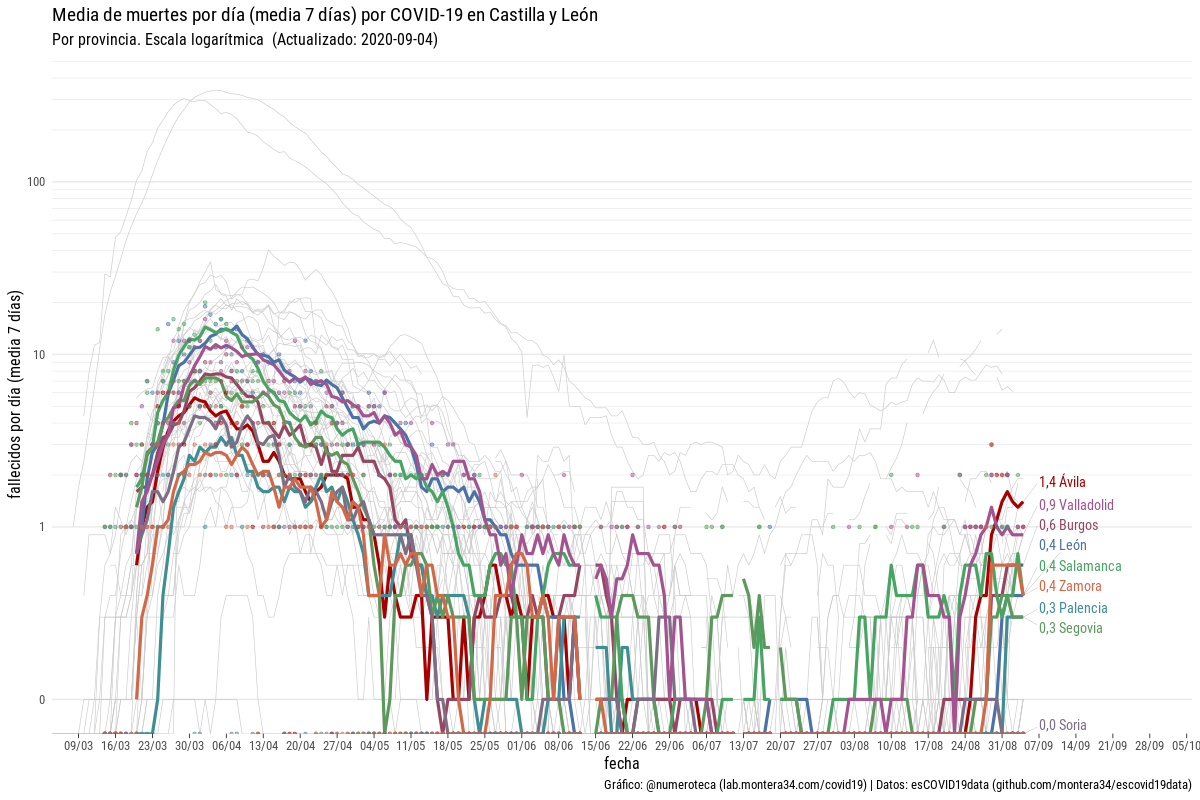 Media de muertes por día (media 7 días) por COVID-19 en Castilla y León
Por provincia. Escala logarítmica (Actualizado: 2020-09-04)
fallecidos por día (media 7 días)
100
10
1
0
1,4 Ávila
0,9 Valladolid
0,6 Burgos
0,4 León
0,4 Salamanca
0,4 Zamora
0,3 Palencia
0,3 Segovia
0,0 Soria
09/03 16/03 23/03 30/03 06/04 13/04 20/04 27/04 04/05 11/05 18/05 25/05 01/06 08/06 15/06 22/06 29/06 06/07 13/07 20/07 27/07 03/08 10/08 17/08 24/08 31/08 07/09 14/09 21/09 28/09 05/10
fecha
Gráfico: @numeroteca (lab.montera34.com/covid19) | Datos: esCOVID19data (github.com/montera34/escovid19data)